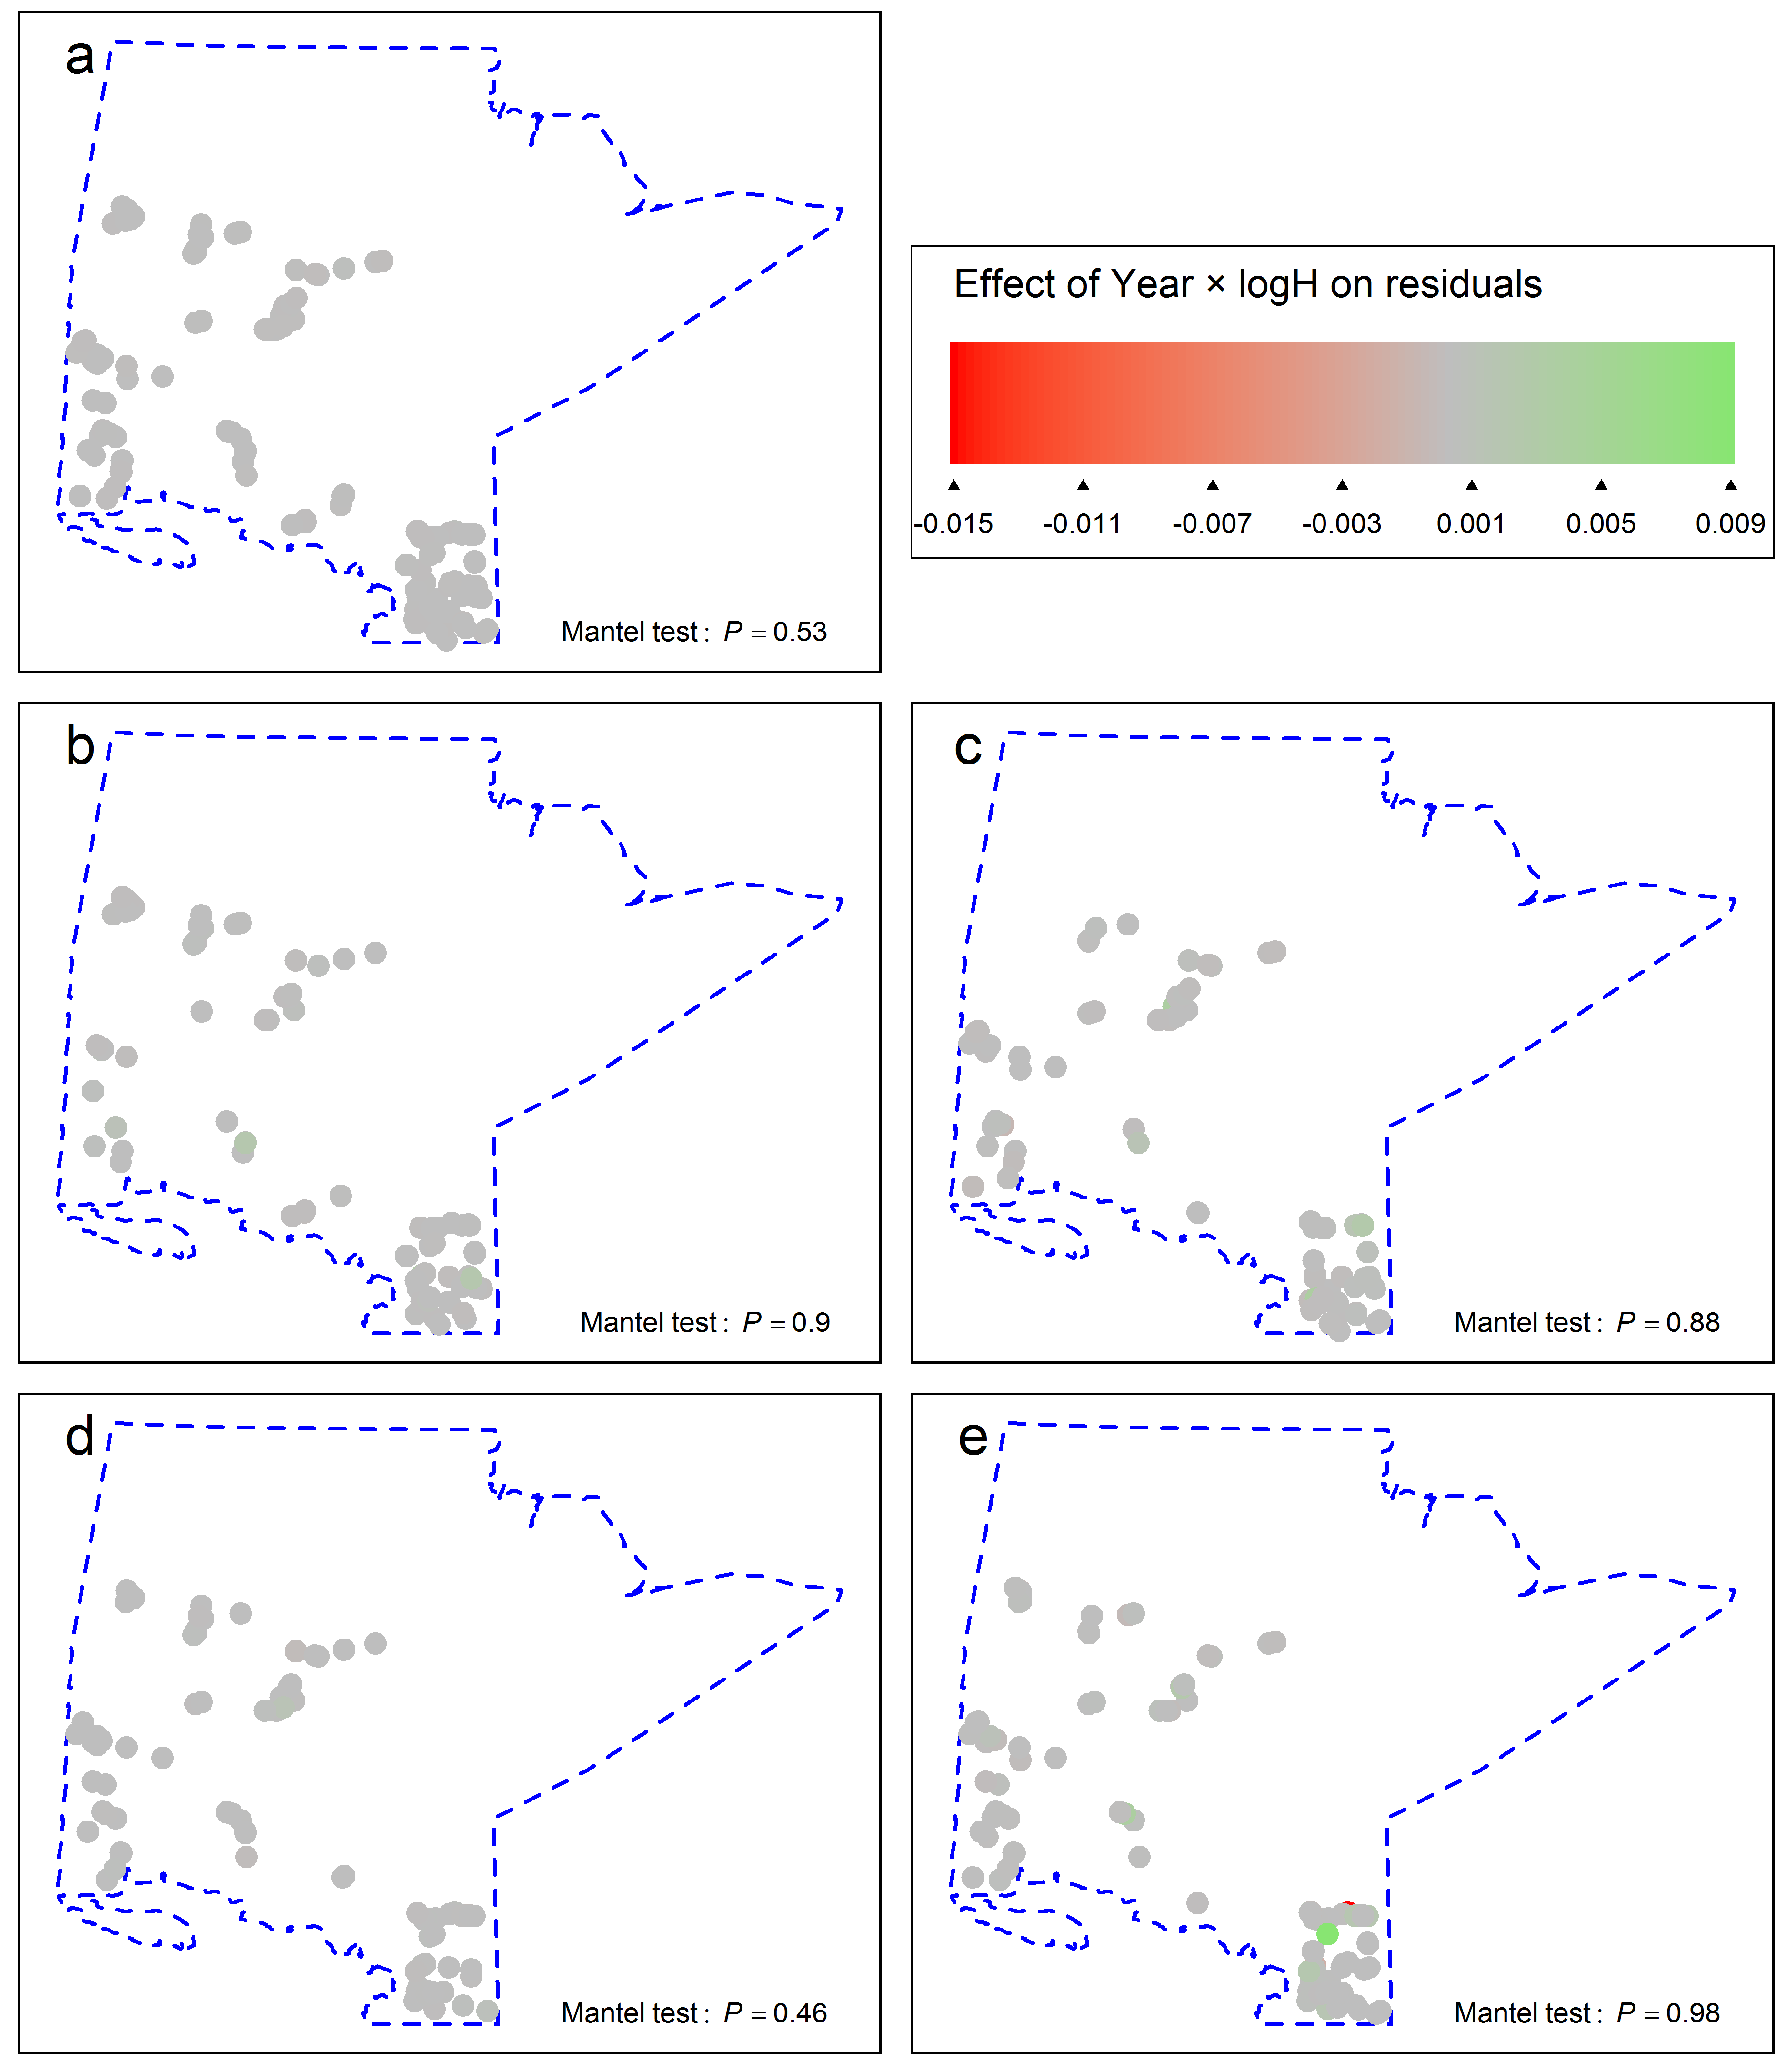 a
Mantel test : P = 0.53
Effect of Year × logH on residuals
-0.015 -0.011 -0.007 -0.003 0.001 0.005 0.009
b
Mantel test : P = 0.9
c
Mantel test : P = 0.88
d
Mantel test : P = 0.46
e
Mantel test : P = 0.98